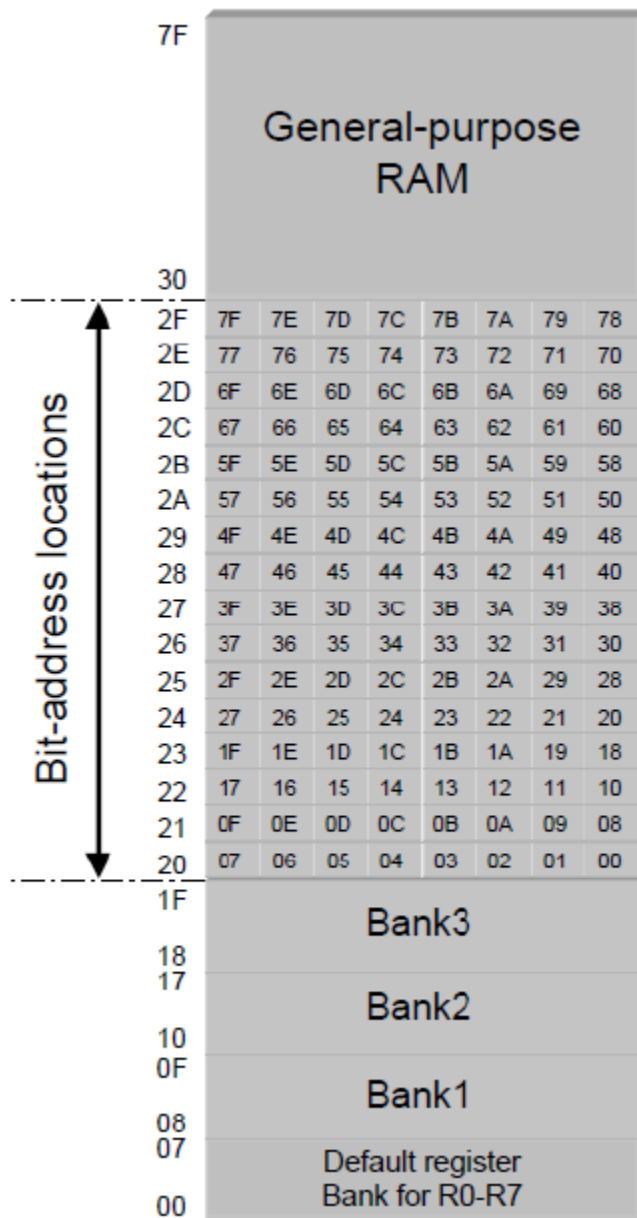 7F
General-purpose
RAM
30
Bit-address locations
2F 7F 7E 7D 7C 7B 7A 79 78
2E 77 76 75 74 73 72 71 70
2D 6F 6E 6D 6C 6B 6A 69 68
2C 67 66 65 64 63 62 61 60
2B 5F 5E 5D 5C 5B 5A 59 58
2A 57 56 55 54 53 52 51 50
29 4F 4E 4D 4C 4B 4A 49 48
28 47 46 45 44 43 42 41 40
27 3F 3E 3D 3C 3B 3A 39 38
26 37 36 35 34 33 32 31 30
25 2F 2E 2D 2C 2B 2A 29 28
24 27 26 25 24 23 22 21 20
23 1F 1E 1D 1C 1B 1A 19 18
22 17 16 15 14 13 12 11 10
21 0F 0E 0D 0C 0B 0A 09 08
20 07 06 05 04 03 02 01 00
1F
Bank3
18
17
Bank2
10
0F
Bank1
08
07
Default register
Bank for R0-R7
00